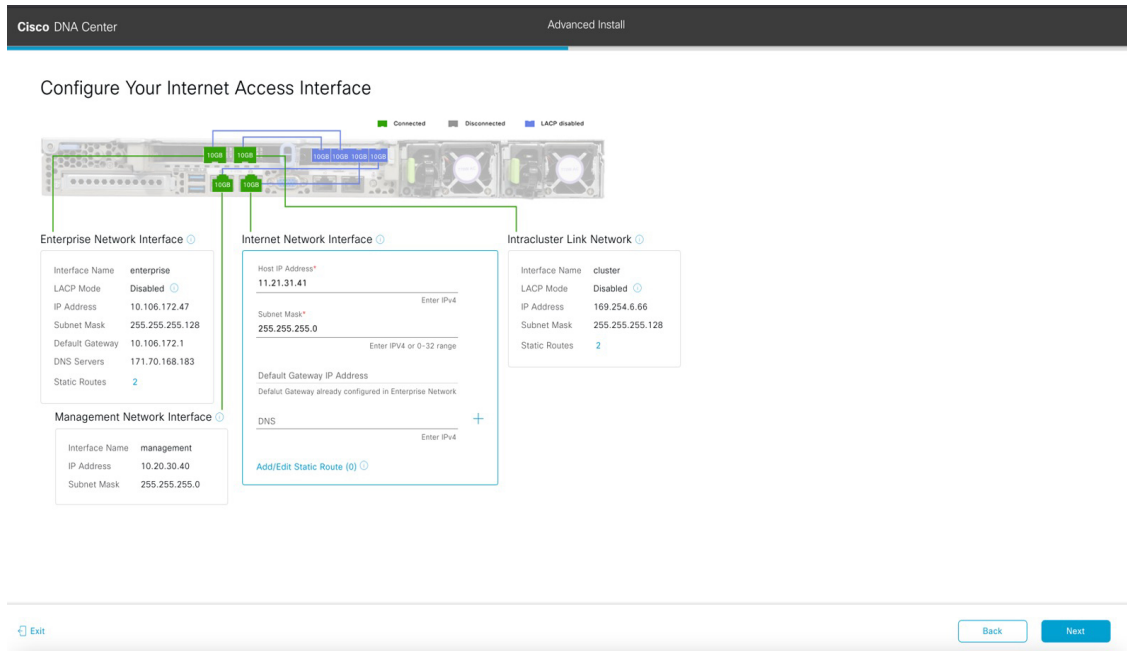 Cisco DNA Center
Advanced Install
Configure Your Internet Access Interface
Connected
Disconnected
LACP disabled
10GB 10GB 10GB 10GB 10GB 10GB
10GB 10GB
Enterprise Network Interface
Interface Name enterprise
LACP Mode Disabled
IP Address 10.106.172.47
Subnet Mask 255.255.255.128
Default Gateway 10.106.172.1
DNS Servers 171.70.168.183
Static Routes 2
Management Network Interface
Interface Name management
IP Address 10.20.30.40
Subnet Mask 255.255.255.0
Internet Network Interface
Host IP Address*
11.21.31.41
Enter IPv4
Subnet Mask*
255.255.255.0
Enter IPV4 or 0-32 range
Default Gateway IP Address
Defalut Gateway already configured in Enterprise Network
DNS
Enter IPv4
Add/Edit Static Route (0)
Intracluster Link Network
Interface Name cluster
LACP Mode Disabled
IP Address 169.254.6.66
Subnet Mask 255.255.255.128
Static Routes 2
Exit
Back
Next